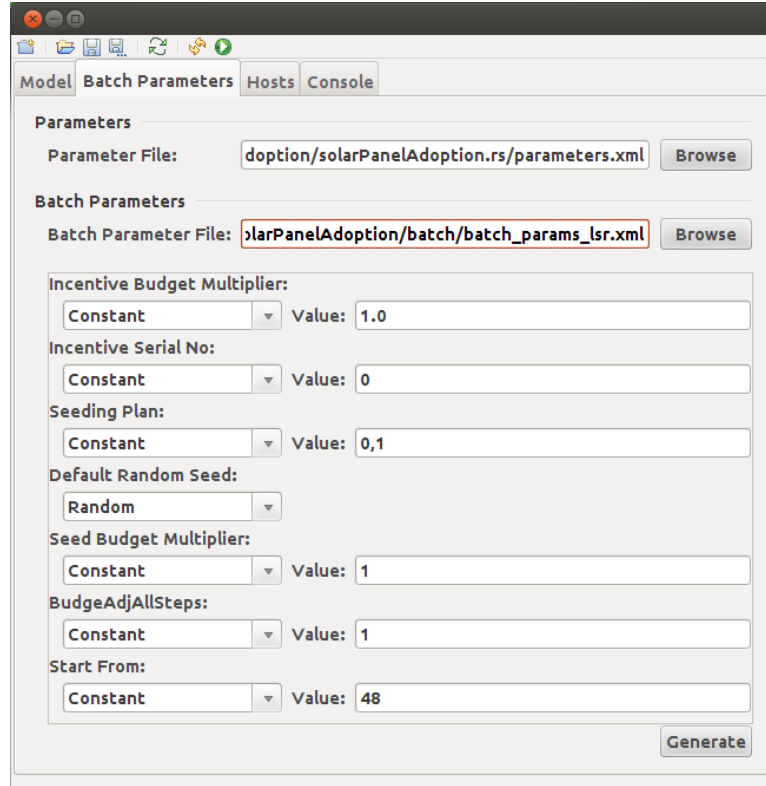 Model Batch Parameters Hosts Console
Parameters
Parameter File: doption/solarPanelAdoption.rs/parameters.xml Browse
Batch Parameters
Batch Parameter File: olarPanelAdoption/batch/batch_params_lsr.xml Browse
Incentive Budget Multiplier:
Constant Value: 1.0
Incentive Serial No:
Constant Value: 0
Seeding Plan:
Constant Value: 0,1
Default Random Seed:
Random
Seed Budget Multiplier:
Constant Value: 1
BudgeAdjAllSteps:
Constant Value: 1
Start From:
Constant Value: 48
Generate